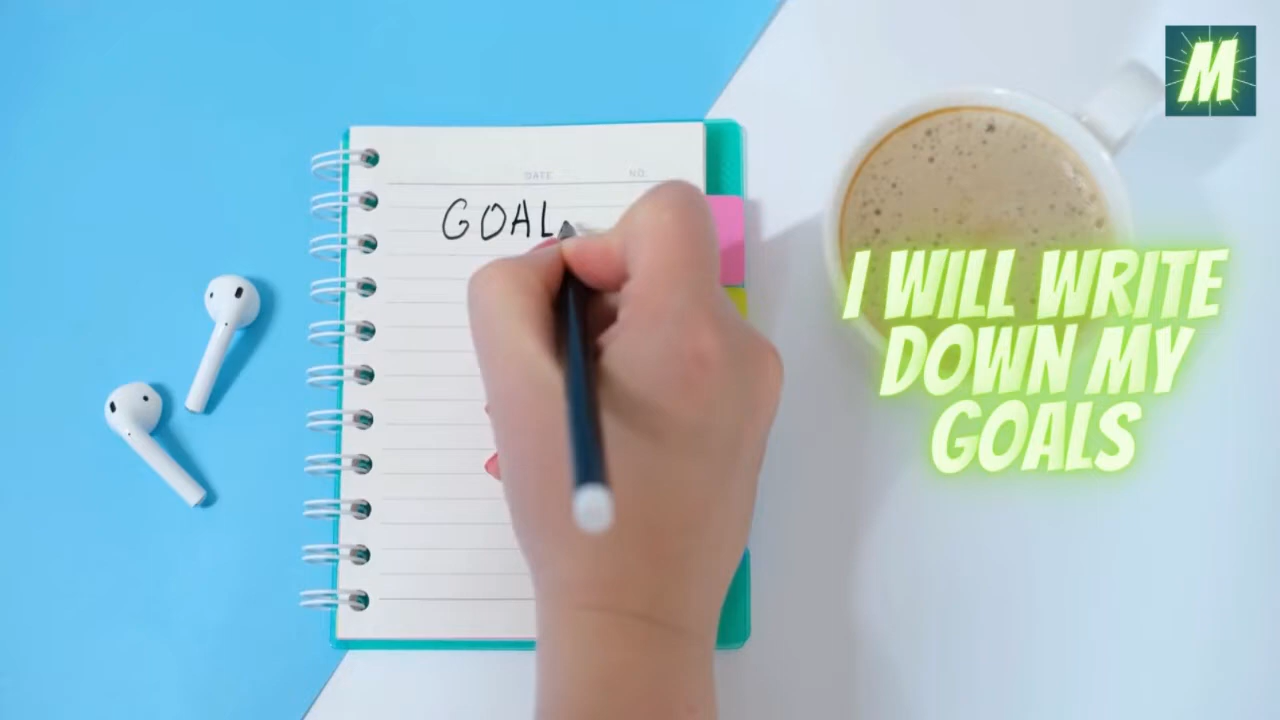 M
DATE
NO.
GOAL
I WILL WRITE
DOWN MY
GOALS